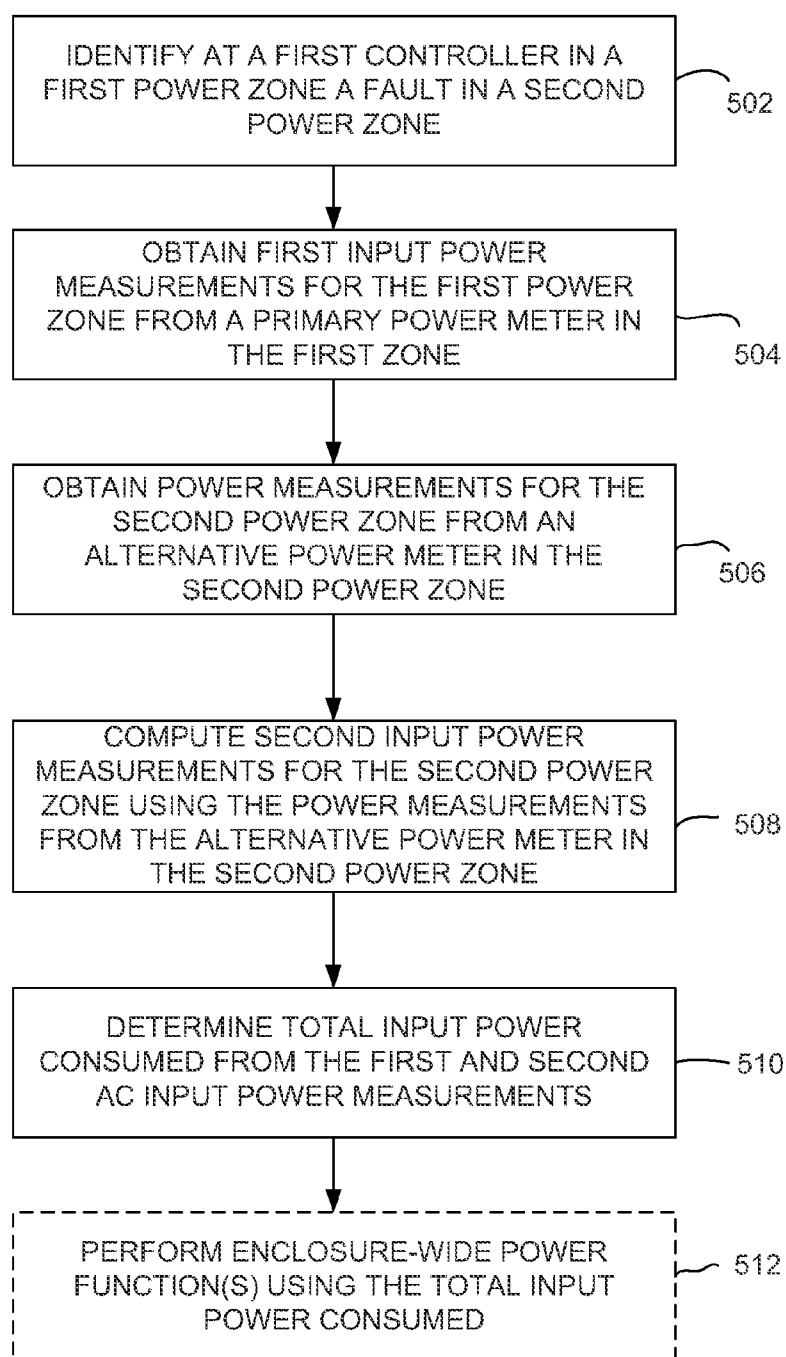 IDENTIFY AT A FIRST CONTROLLER IN A
FIRST POWER ZONE A FAULT IN A SECOND
POWER ZONE
502
OBTAIN FIRST INPUT POWER
MEASUREMENTS FOR THE FIRST POWER
ZONE FROM A PRIMARY POWER METER IN
THE FIRST ZONE
504
OBTAIN POWER MEASUREMENTS FOR THE
SECOND POWER ZONE FROM AN
ALTERNATIVE POWER METER IN THE
SECOND POWER ZONE
506
COMPUTE SECOND INPUT POWER
MEASUREMENTS FOR THE SECOND POWER
ZONE USING THE POWER MEASUREMENTS
FROM THE ALTERNATIVE POWER METER IN
THE SECOND POWER ZONE
508
DETERMINE TOTAL INPUT POWER
CONSUMED FROM THE FIRST AND SECOND
AC INPUT POWER MEASUREMENTS
510
PERFORM ENCLOSURE-WIDE POWER
FUNCTION(S) USING THE TOTAL INPUT
POWER CONSUMED
512